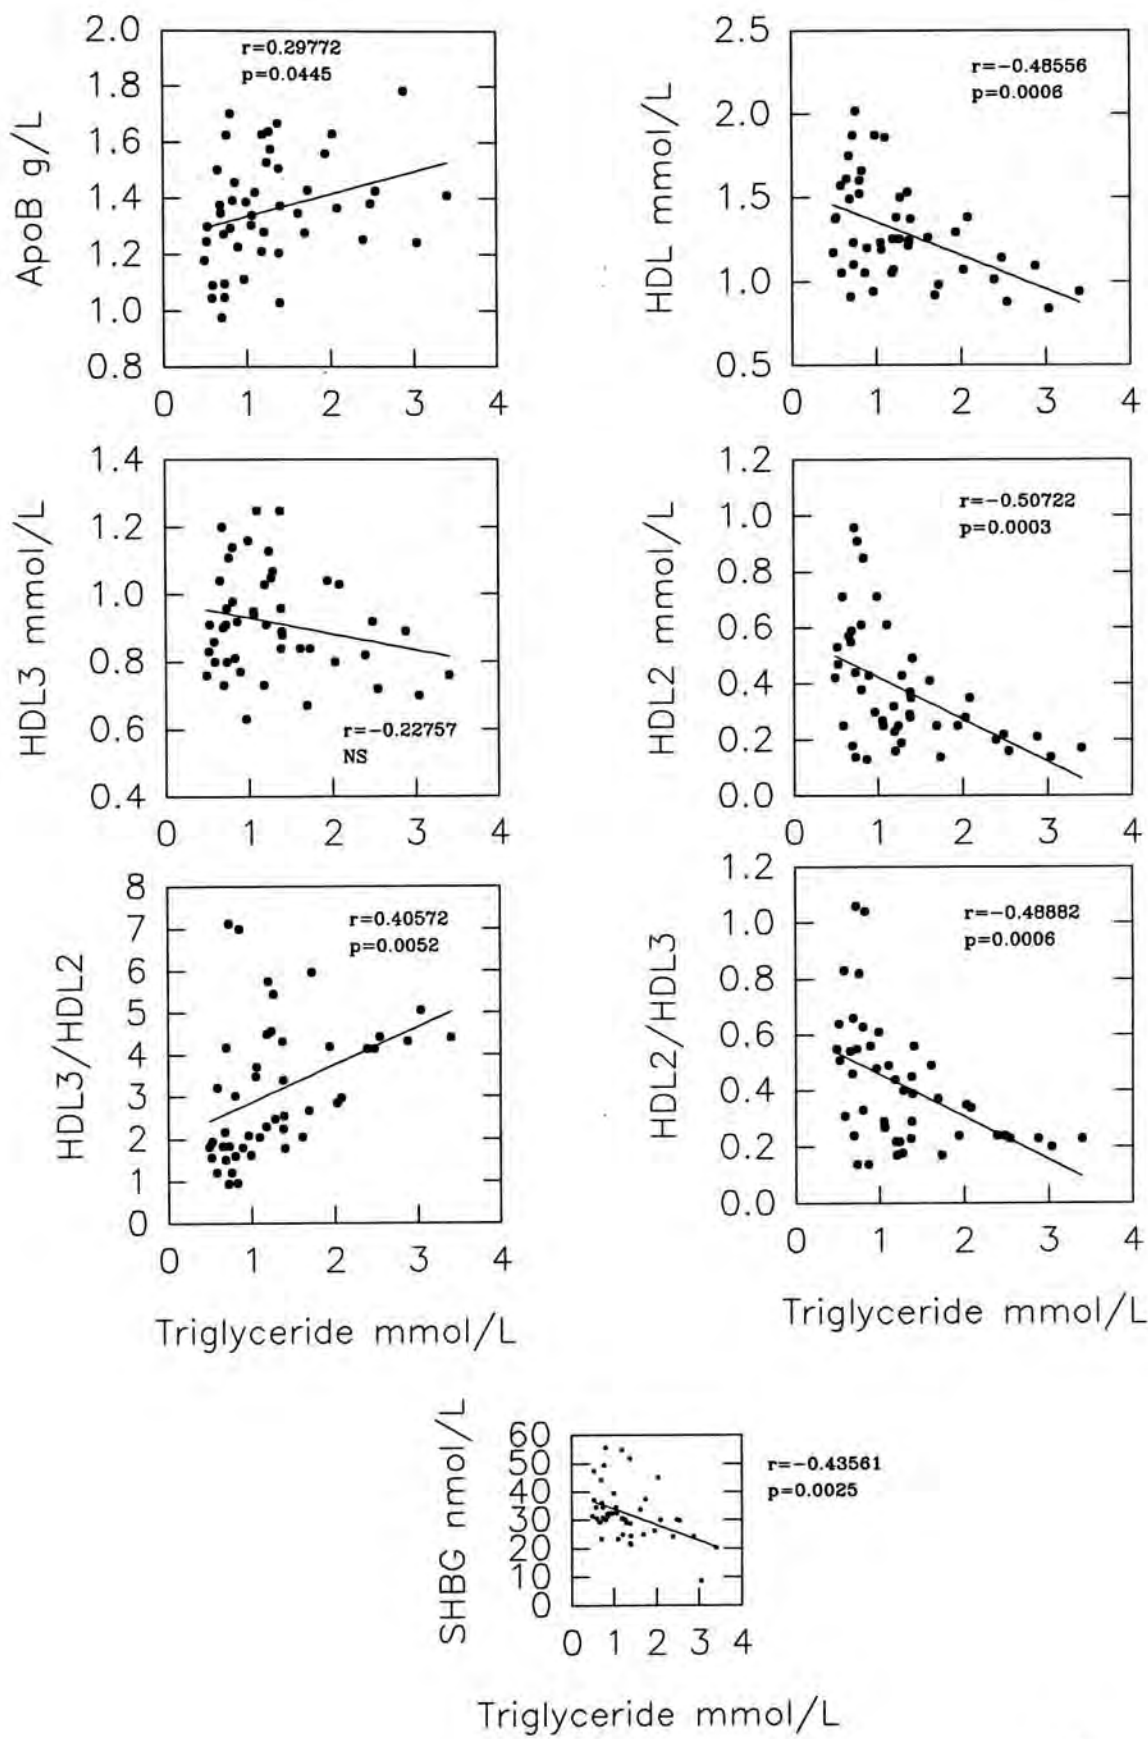 ApoB g/L
2.0
1.8
1.6
1.4
1.2
1.0
0.8
r=0.29772
p=0.0445
0 1 2 3 4
HDL mmol/L
2.5
2.0
1.5
1.0
0.5
r=-0.48556
p=0.0006
0 1 2 3 4
HDL3 mmol/L
1.4
1.2
1.0
0.8
0.6
0.4
r=-0.22757
NS
0 1 2 3 4
HDL2 mmol/L
1.2
1.0
0.8
0.6
0.4
0.2
0.0
r=-0.50722
p=0.0003
0 1 2 3 4
HDL3/HDL2
8
7
6
5
4
3
2
1
0
r=0.40572
p=0.0052
0 1 2 3 4
Triglyceride mmol/L
HDL2/HDL3
1.2
1.0
0.8
0.6
0.4
0.2
0.0
r=-0.48882
p=0.0006
0 1 2 3 4
Triglyceride mmol/L
SHBG nmol/L
60
50
40
30
20
10
0
r=-0.43561
p=0.0025
0 1 2 3 4
Triglyceride mmol/L